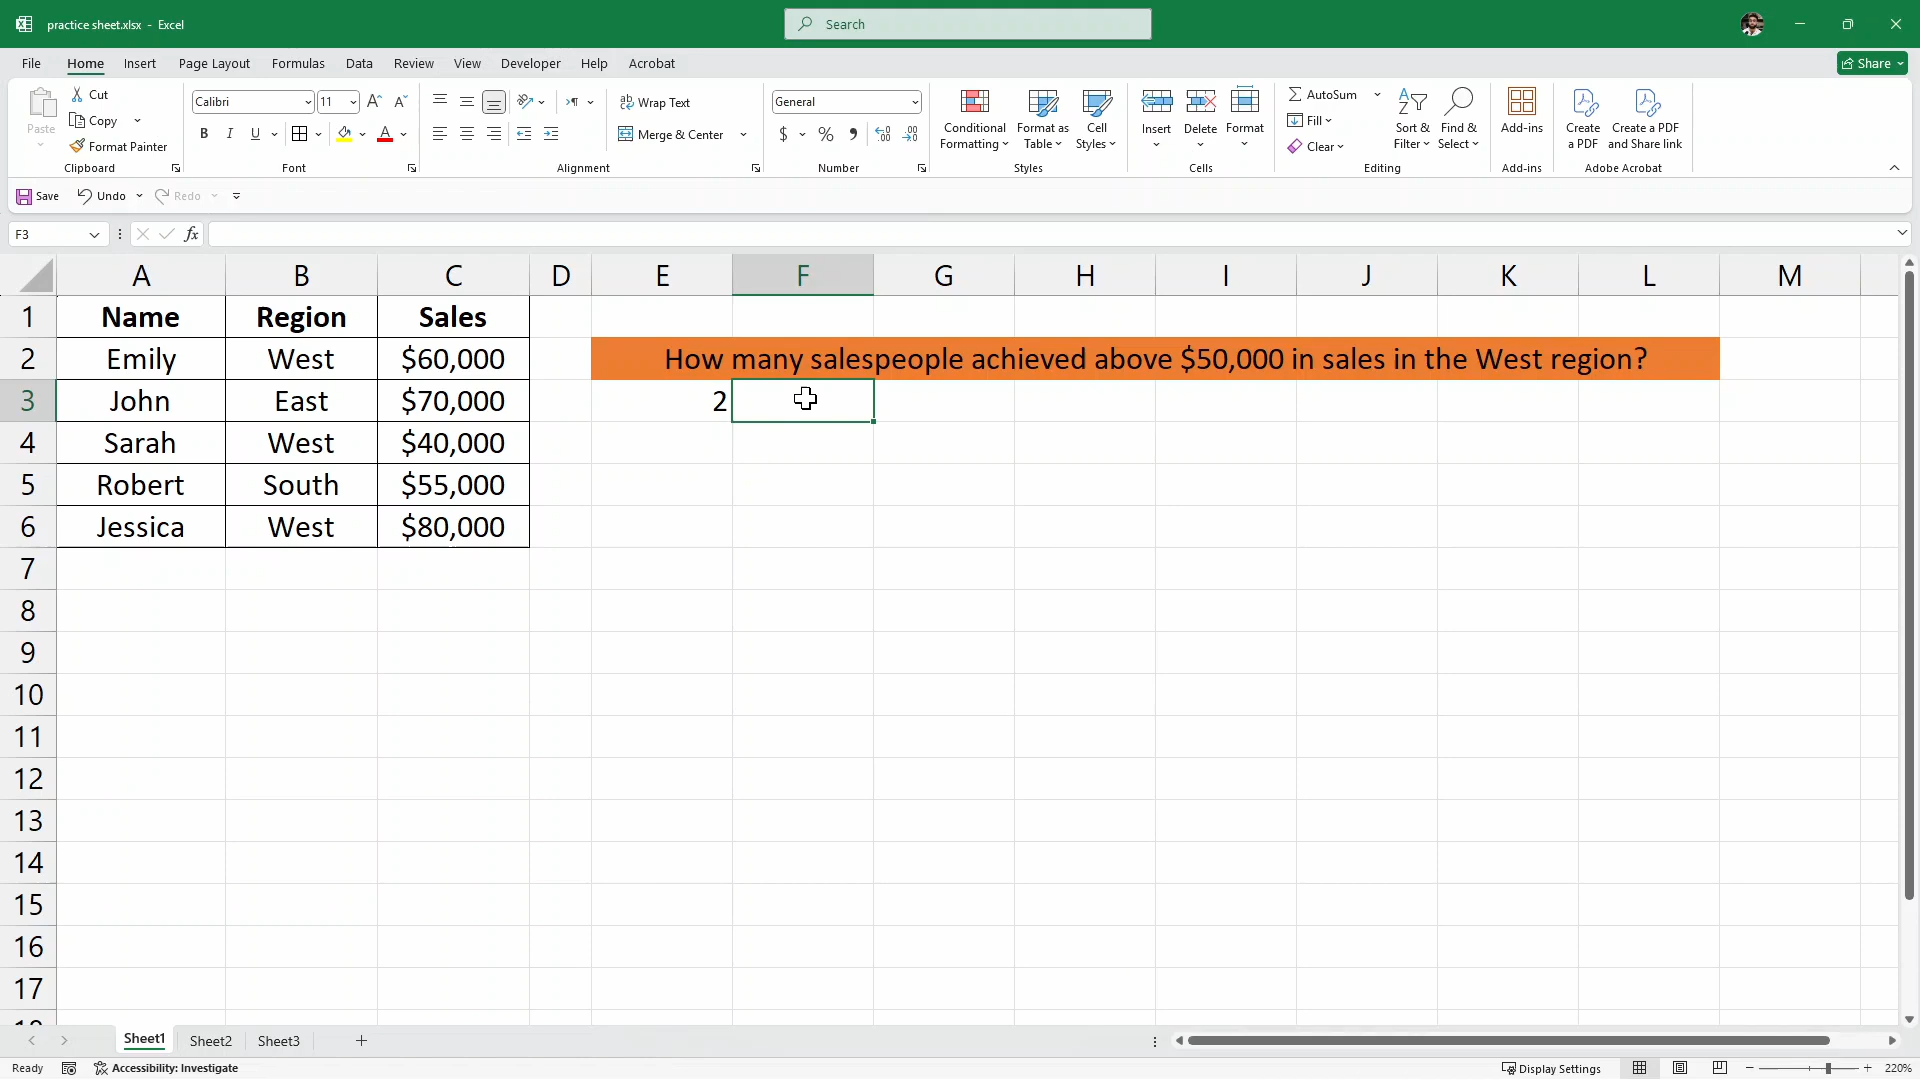 practice sheet.xlsx - Excel
Search
File Home Insert Page Layout Formulas Data Review View Developer Help Acrobat
Share
Paste
Cut
Copy
Format Painter
Clipboard
Calibri 11
B I U
Font
Wrap Text
Merge & Center
Alignment
General
$ % 9
Number
Conditional Formatting
Format as Table
Cell Styles
Styles
Insert
Delete
Format
Cells
AutoSum
Fill
Clear
Sort & Filter
Find & Select
Editing
Add-ins
Add-ins
Create a PDF
Create a PDF and Share link
Adobe Acrobat
Save Undo Redo
F3 fx
A B C D E F G H I J K L M
1 Name Region Sales
2 Emily West $60,000 How many salespeople achieved above $50,000 in sales in the West region?
3 John East $70,000 2
4 Sarah West $40,000
5 Robert South $55,000
6 Jessica West $80,000
7
8
9
10
11
12
13
14
15
16
17
Sheet1 Sheet2 Sheet3
Ready Accessibility: Investigate Display Settings 220%